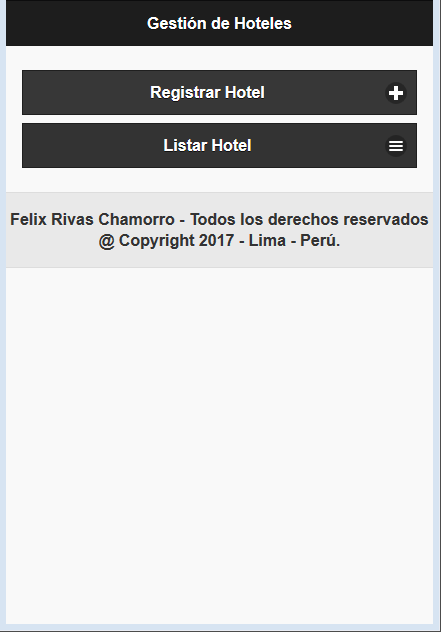 Gestión de Hoteles
Registrar Hotel
Listar Hotel
Felix Rivas Chamorro - Todos los derechos reservados
@ Copyright 2017 - Lima - Perú.